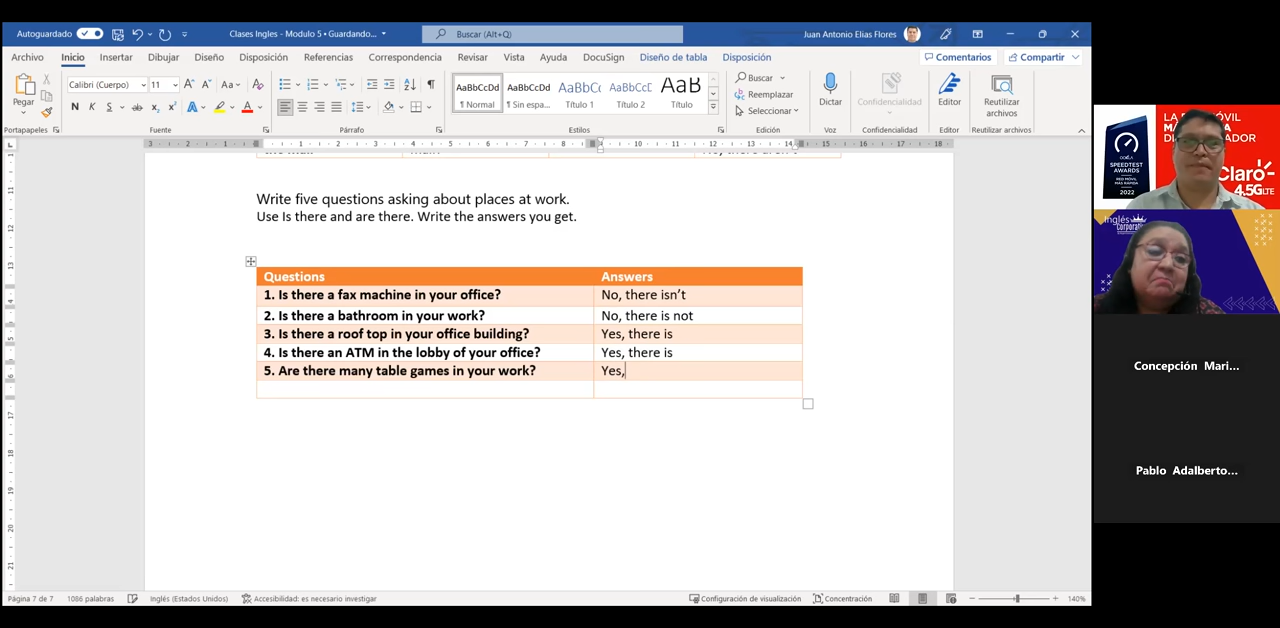 Autoguardado
Clases Ingles - Modulo 5 • Guardando...
Buscar (Alt+Q)
Juan Antonio Elias Flores
Archivo Inicio Insertar Dibujar Diseño Disposición Referencias Correspondencia Revisar Vista Ayuda DocuSign Diseño de tabla Disposición
Comentarios Compartir
Pegar
Calibri (Cuerpo) 11
AaBbCcDd AaBbCcDd AaBbCc AaBbCcD AaB
¶ Normal ¶ Sin espa... Título 1 Título 2 Título
Buscar
Reemplazar
Seleccionar
Dictar
Confidencialidad
Editor
Reutilizar archivos
Portapapeles Fuente Párrafo Estilos Edición Voz Confidencialidad Editor Reutilizar archivos
Write five questions asking about places at work.
Use Is there and are there. Write the answers you get.
Questions Answers
1. Is there a fax machine in your office? No, there isn't
2. Is there a bathroom in your work? No, there is not
3. Is there a roof top in your office building? Yes, there is
4. Is there an ATM in the lobby of your office? Yes, there is
5. Are there many table games in your work? Yes,
Página 7 de 7 1086 palabras Inglés (Estados Unidos) Accesibilidad: es necesario investigar
Configuración de visualización Concentración 140%
SPEEDTEST
AWARDS
2022
Claro
4.5G LTE
Inglés
Corporativo
Concepción Mari...
Pablo Adalberto...